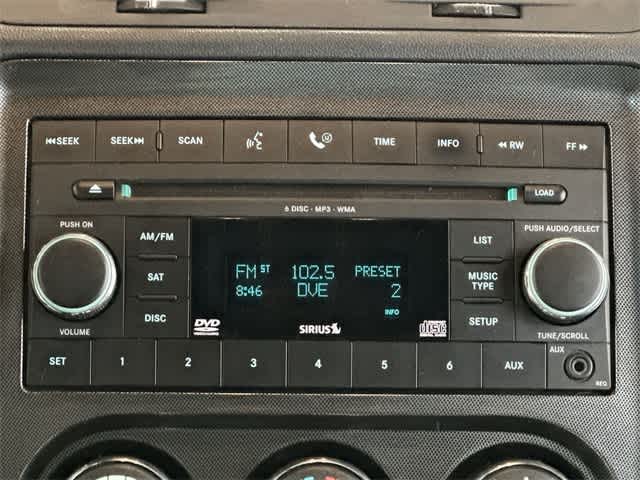 SEEK SEEK SCAN TIME INFO RW FF
LOAD
6 DISC · MP3 · WMA
PUSH ON AM/FM LIST PUSH AUDIO/SELECT
FM ST 102.5 PRESET
8:46 DVE 2
INFO
SAT MUSIC TYPE
DISC SETUP
VOLUME DVD SIRIUS disc TUNE/SCROLL
SET 1 2 3 4 5 6 AUX AUX
REQ